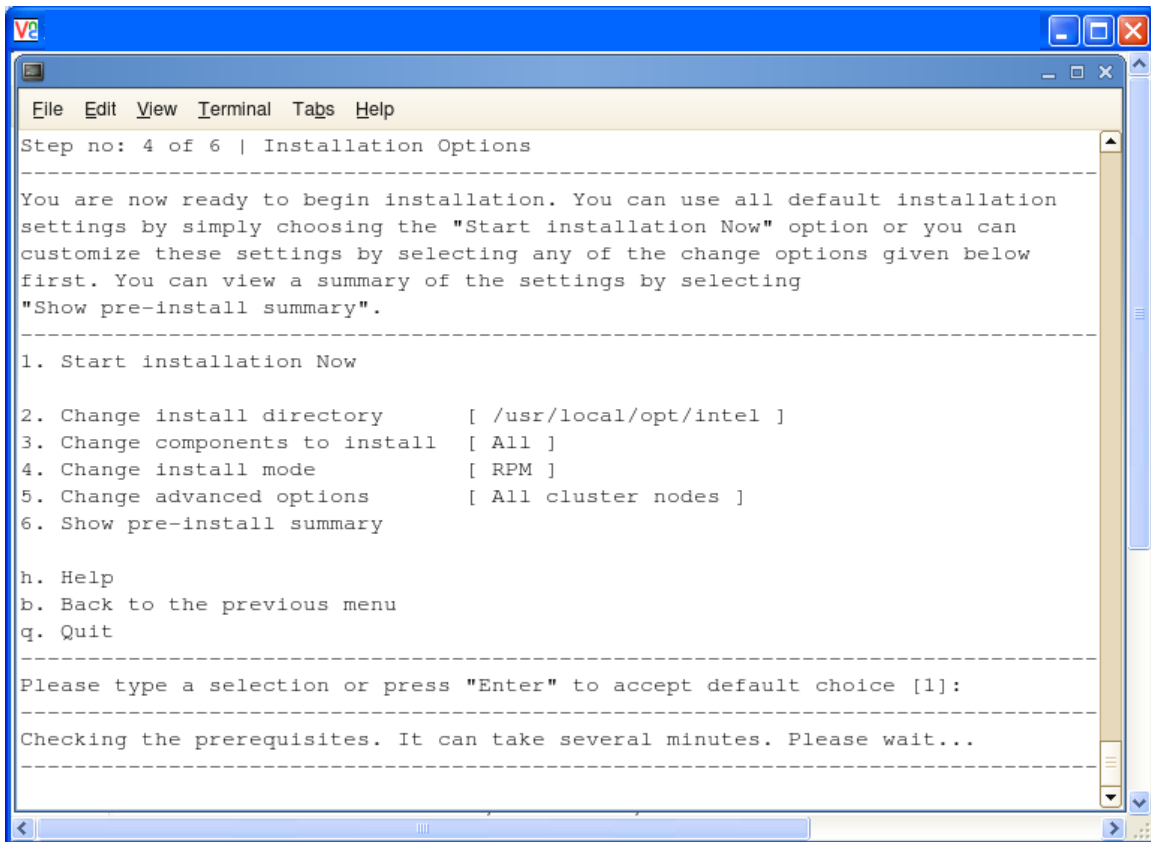 File Edit View Terminal Tabs Help
Step no: 4 of 6 | Installation Options
--------------------------------------------------------------------------------
You are now ready to begin installation. You can use all default installation
settings by simply choosing the "Start installation Now" option or you can
customize these settings by selecting any of the change options given below
first. You can view a summary of the settings by selecting
"Show pre-install summary".
--------------------------------------------------------------------------------
1. Start installation Now
2. Change install directory [ /usr/local/opt/intel ]
3. Change components to install [ All ]
4. Change install mode [ RPM ]
5. Change advanced options [ All cluster nodes ]
6. Show pre-install summary
h. Help
b. Back to the previous menu
q. Quit
--------------------------------------------------------------------------------
Please type a selection or press "Enter" to accept default choice [1]:
--------------------------------------------------------------------------------
Checking the prerequisites. It can take several minutes. Please wait...
--------------------------------------------------------------------------------